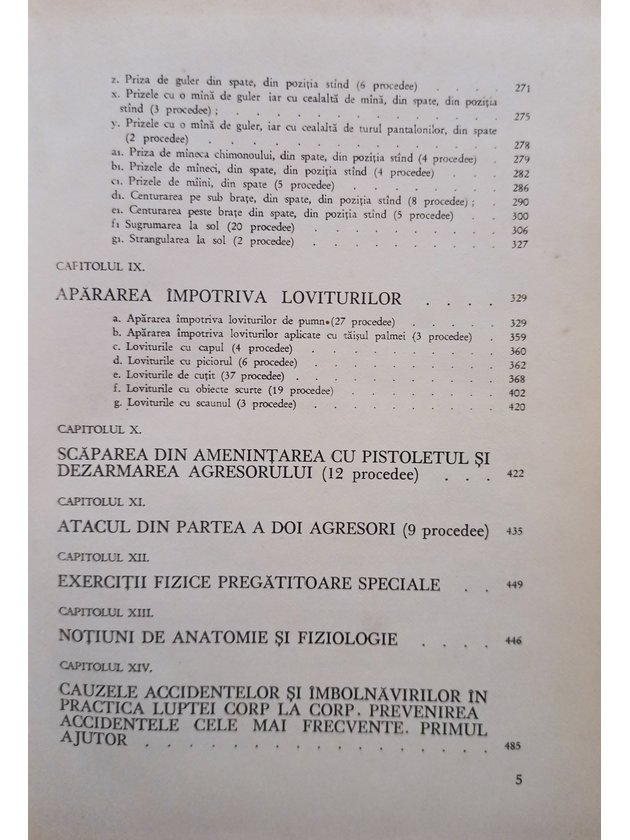 z. Priza de guler din spate, din poziția stînd (6 procedee) . . . . 271
x. Prizele cu o mînă de guler iar cu cealaltă de mînă, din spate, din poziția
stînd (3 procedee) ; . . . . . . . . . . . . 275
y. Prizele cu o mînă de guler, iar cu cealaltă de turul pantalonilor, din spate
(2 procedee) . . . . . . . . . . . . . 278
a1. Priza de mîneca chimonoului, din spate, din poziția stînd (4 procedee) . 279
b1. Prizele de mîneci, din spate, din poziția stînd (4 procedee) . . . 282
c1. Prizele de mîini, din spate (5 procedee) . . . . . . . 286
d1. Centurarea pe sub brațe, din spate, din poziția stînd (8 procedee) ; . 290
e1. Centurarea peste brațe din spate, din poziția stînd (5 procedee) . . 300
f1 Sugrumarea la sol (20 procedee) . . . . . . . . . 306
g1. Strangularea la sol (2 procedee) . . . . . . . . 327
CAPITOLUL IX.
APĂRAREA ÎMPOTRIVA LOVITURILOR . . . . 329
a. Apărarea împotriva loviturilor de pumn (27 procedee) . . . . . 329
b. Apărarea împotriva loviturilor aplicate cu tăișul palmei (3 procedee) . 359
c. Loviturile cu capul (4 procedee) . . . . . . . . . 360
d. Loviturile cu piciorul (6 procedee) . . . . . . . . 362
e. Loviturile de cuțit (37 procedee) . . . . . . . . . 368
f. Loviturile cu obiecte scurte (19 procedee) . . . . . . . 402
g. Loviturile cu scaunul (3 procedee) . . . . . . . . 420
CAPITOLUL X.
SCĂPAREA DIN AMENINȚAREA CU PISTOLETUL ȘI
DEZARMAREA AGRESORULUI (12 procedee) . . . 422
CAPITOLUL XI.
ATACUL DIN PARTEA A DOI AGRESORI (9 procedee) 435
CAPITOLUL XII.
EXERCIȚII FIZICE PREGĂTITOARE SPECIALE . . 449
CAPITOLUL XIII.
NOȚIUNI DE ANATOMIE ȘI FIZIOLOGIE . . . . 446
CAPITOLUL XIV.
CAUZELE ACCIDENTELOR ȘI ÎMBOLNĂVIRILOR ÎN
PRACTICA LUPTEI CORP LA CORP. PREVENIREA
ACCIDENTELE CELE MAI FRECVENTE. PRIMUL
AJUTOR . . . . . . . . . . . . . . . 485
5